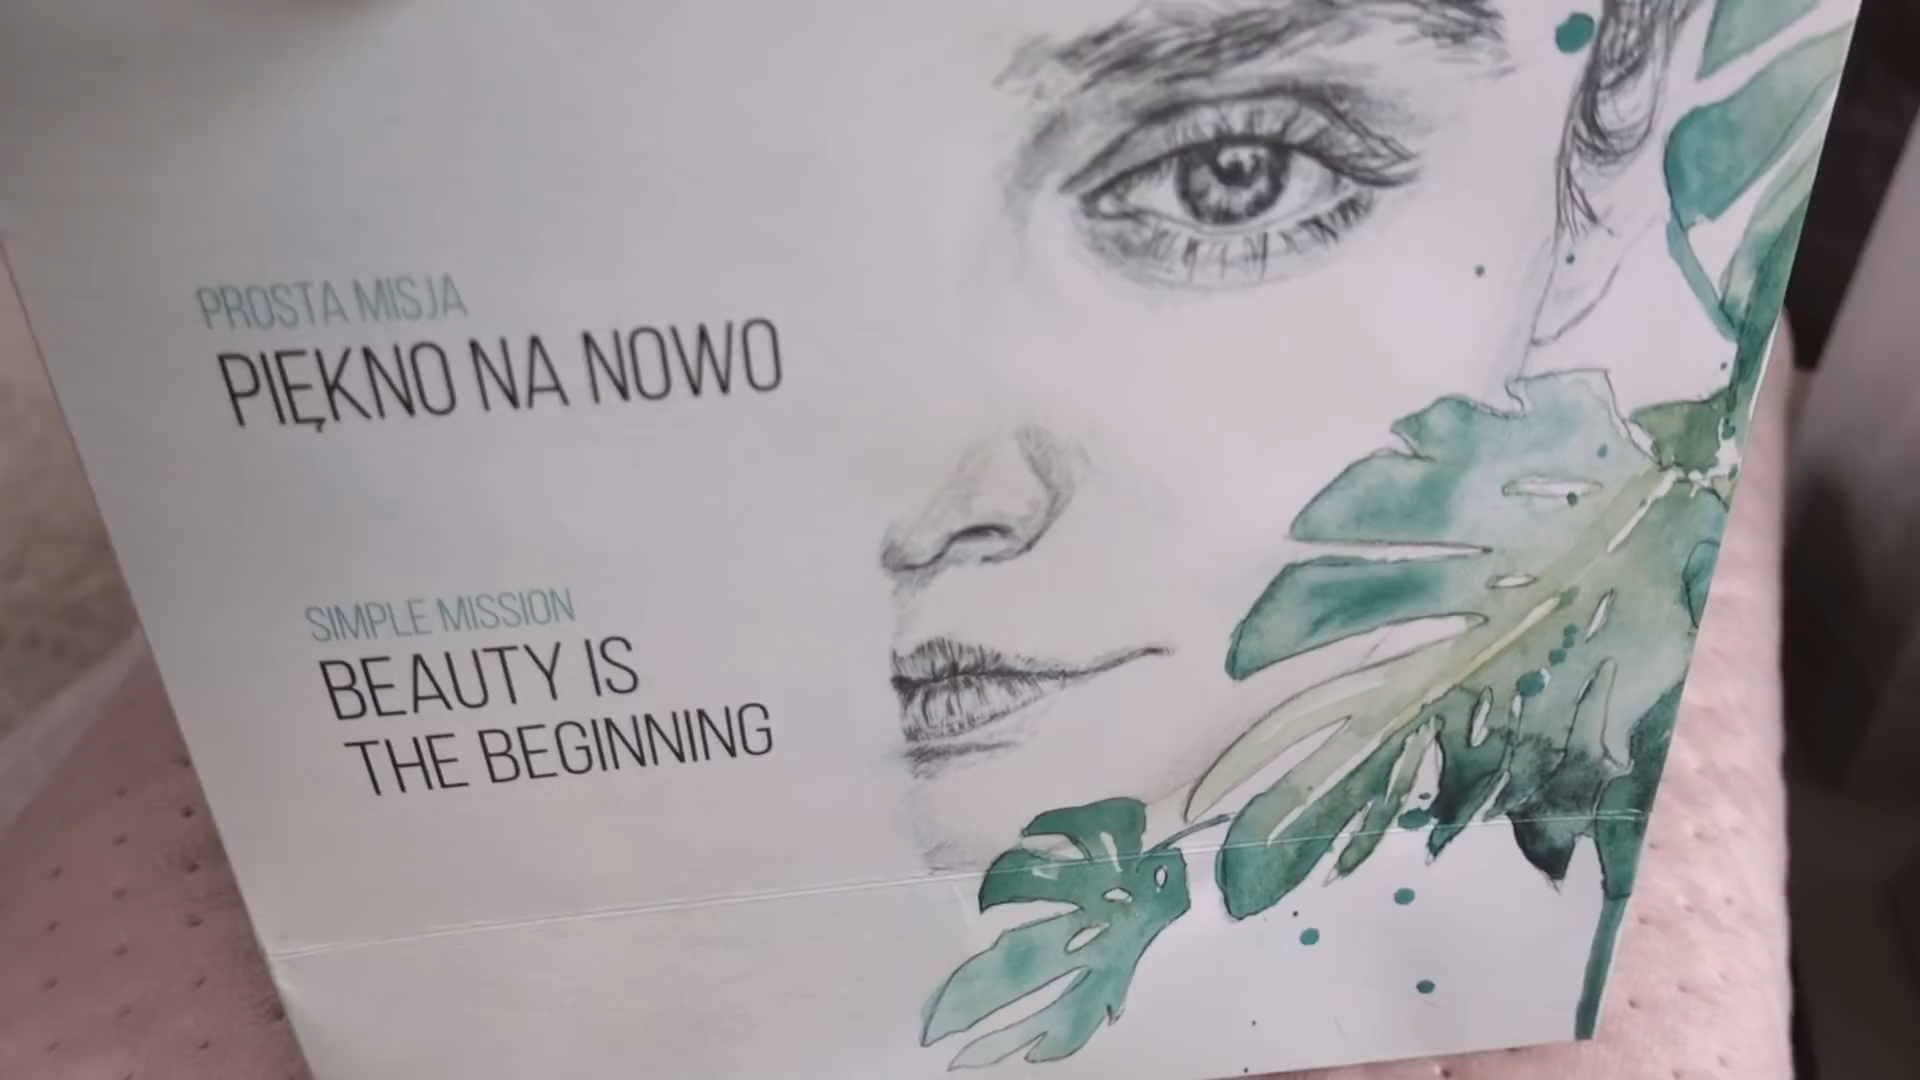 PROSTA MISJA
PIĘKNO NA NOWO
SIMPLE MISSION
BEAUTY IS
THE BEGINNING